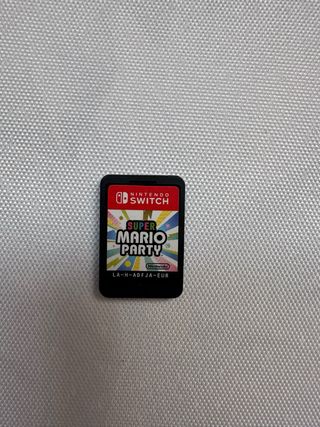 NINTENDO
SWITCH
SUPER
MARIO
PARTY
Nintendo
LA-H-ADFJA-EUR